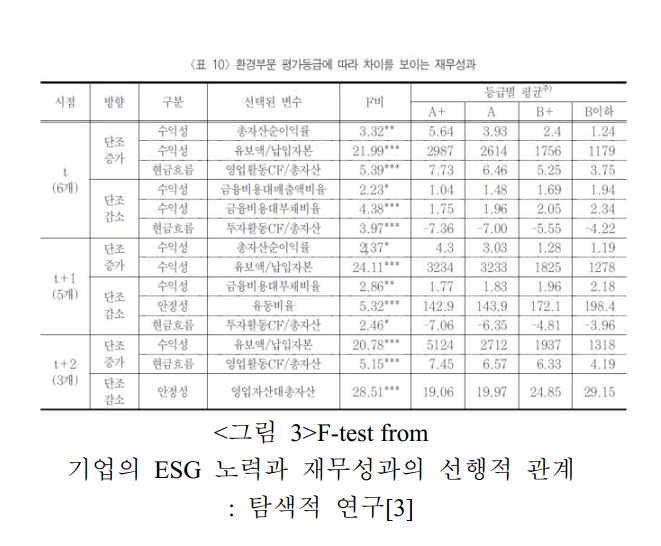 〈표 10〉 환경부문 평가등급에 따라 차이를 보이는 재무성과
시점 방향 구분 선택된 변수 F비 등급별 평균주)
A+ A B+ B이하
t (6개) 단조 증가 수익성 총자산순이익률 3.32** 5.64 3.93 2.4 1.24
수익성 유보액/납입자본 21.99*** 2987 2614 1756 1179
현금흐름 영업활동CF/총자산 5.39*** 7.73 6.46 5.25 3.75
단조 감소 수익성 금융비용대매출액비율 2.23* 1.04 1.48 1.69 1.94
수익성 금융비용대부채비율 4.38*** 1.75 1.96 2.05 2.34
현금흐름 투자활동CF/총자산 3.97*** -7.36 -7.00 -5.55 -4.22
t+1 (5개) 단조 증가 수익성 총자산순이익률 2.37* 4.3 3.03 1.28 1.19
수익성 유보액/납입자본 24.11*** 3234 3233 1825 1278
단조 감소 수익성 금융비용대부채비율 2.86** 1.77 1.83 1.96 2.18
안정성 유동비율 5.32*** 142.9 143.9 172.1 198.4
현금흐름 투자활동CF/총자산 2.46* -7.06 -6.35 -4.81 -3.96
t+2 (3개) 단조 증가 수익성 유보액/납입자본 20.78*** 5124 2712 1937 1318
현금흐름 영업활동CF/총자산 5.15*** 7.45 6.57 6.33 4.19
단조 감소 안정성 영업자산대총자산 28.51*** 19.06 19.97 24.85 29.15
<그림 3>F-test from
기업의 ESG 노력과 재무성과의 선행적 관계
: 탐색적 연구[3]